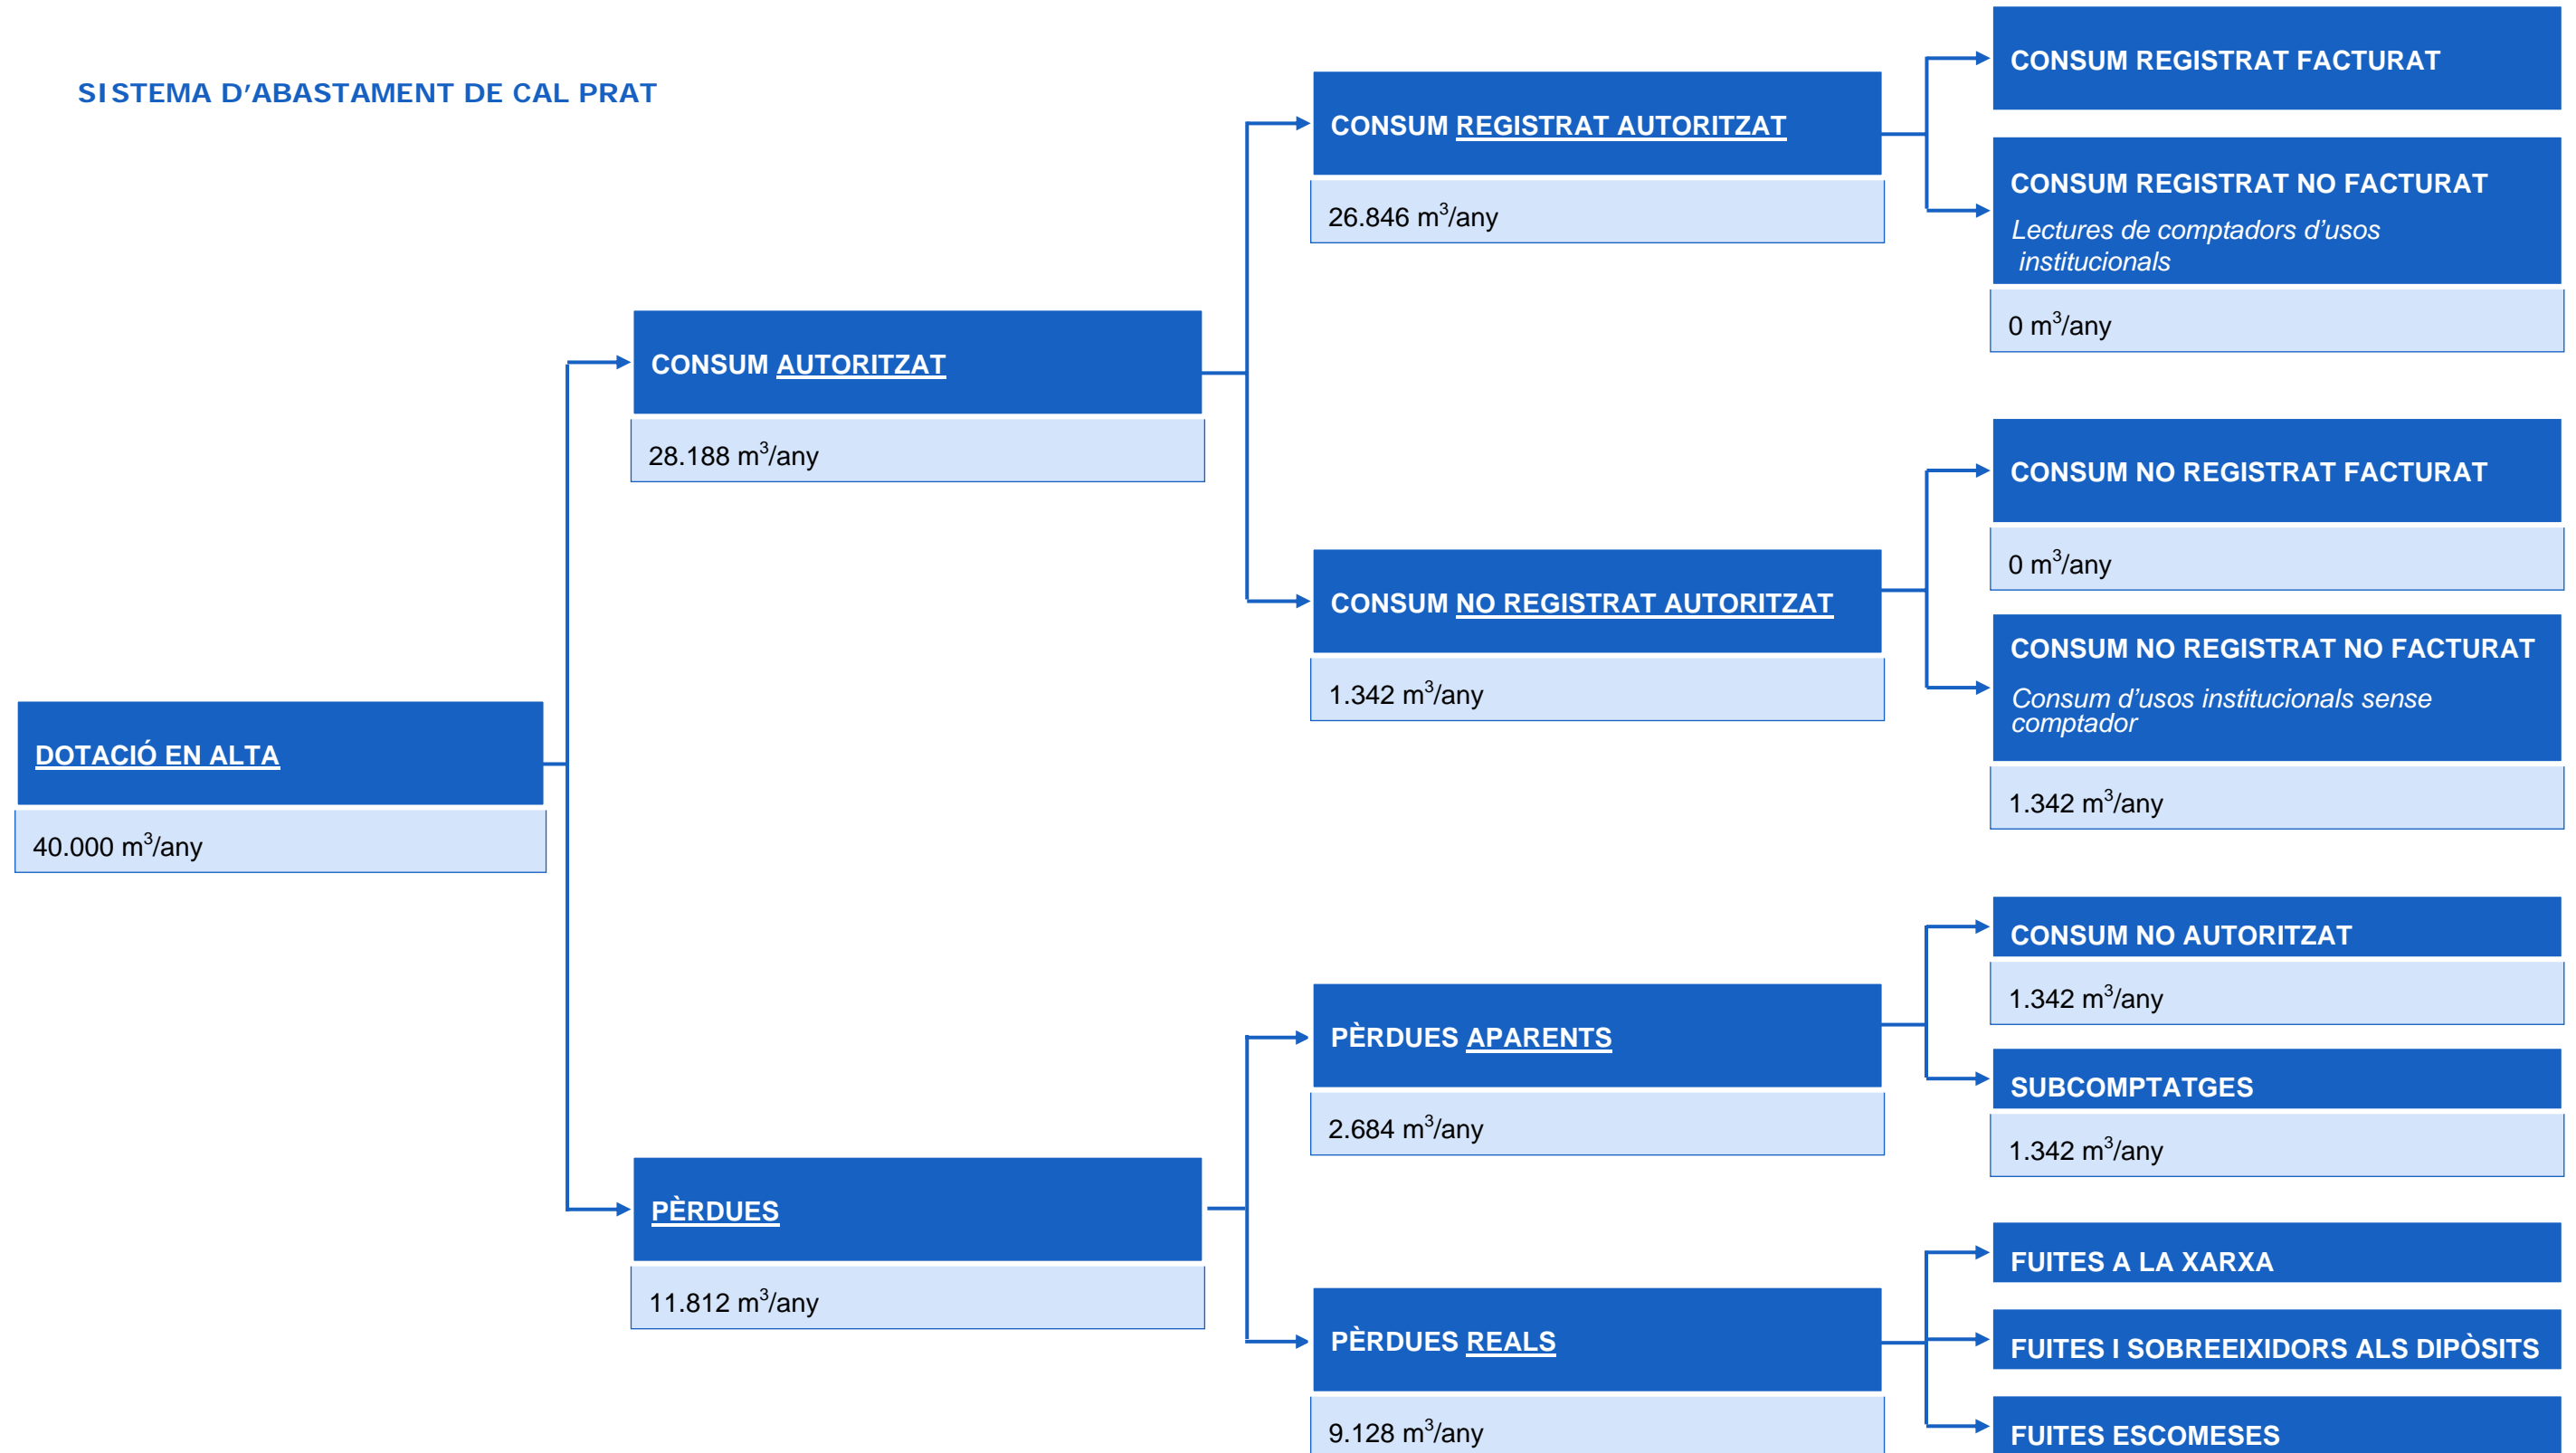 SISTEMA D'ABASTAMENT DE CAL PRAT
DOTACIÓ EN ALTA
40.000 m³/any
CONSUM AUTORITZAT
28.188 m³/any
PÈRDUES
11.812 m³/any
CONSUM REGISTRAT AUTORITZAT
26.846 m³/any
CONSUM NO REGISTRAT AUTORITZAT
1.342 m³/any
PÈRDUES APARENTS
2.684 m³/any
PÈRDUES REALS
9.128 m³/any
CONSUM REGISTRAT FACTURAT
CONSUM REGISTRAT NO FACTURAT
Lectures de comptadors d'usos
institucionals
0 m³/any
CONSUM NO REGISTRAT FACTURAT
0 m³/any
CONSUM NO REGISTRAT NO FACTURAT
Consum d'usos institucionals sense
comptador
1.342 m³/any
CONSUM NO AUTORITZAT
1.342 m³/any
SUBCOMPTATGES
1.342 m³/any
FUITES A LA XARXA
FUITES I SOBREEIXIDORS ALS DIPÒSITS
FUITES ESCOMESES